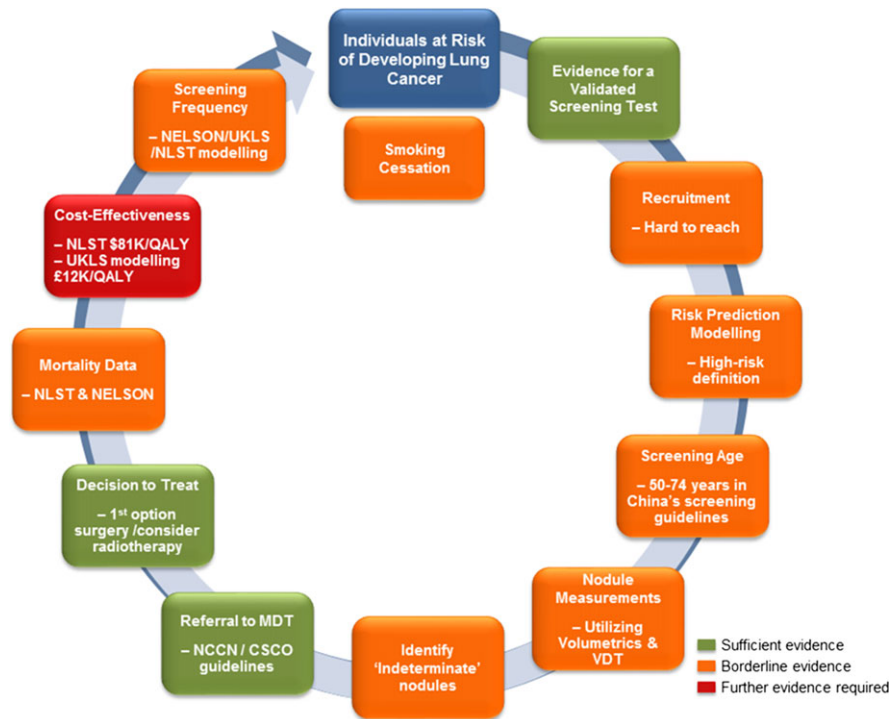 Individuals at Risk
of Developing Lung
Cancer
Smoking
Cessation
Evidence for a
Validated
Screening Test
Recruitment
– Hard to reach
Risk Prediction
Modelling
– High-risk
definition
Screening Age
– 50-74 years in
China's screening
guidelines
Nodule
Measurements
– Utilizing
Volumetrics &
VDT
Identify
'Indeterminate'
nodules
Referral to MDT
– NCCN / CSCO
guidelines
Decision to Treat
– 1st option
surgery /consider
radiotherapy
Mortality Data
– NLST & NELSON
Cost-Effectiveness
– NLST $81K/QALY
– UKLS modelling
£12K/QALY
Screening
Frequency
– NELSON/UKLS
/NLST modelling
Sufficient evidence
Borderline evidence
Further evidence required